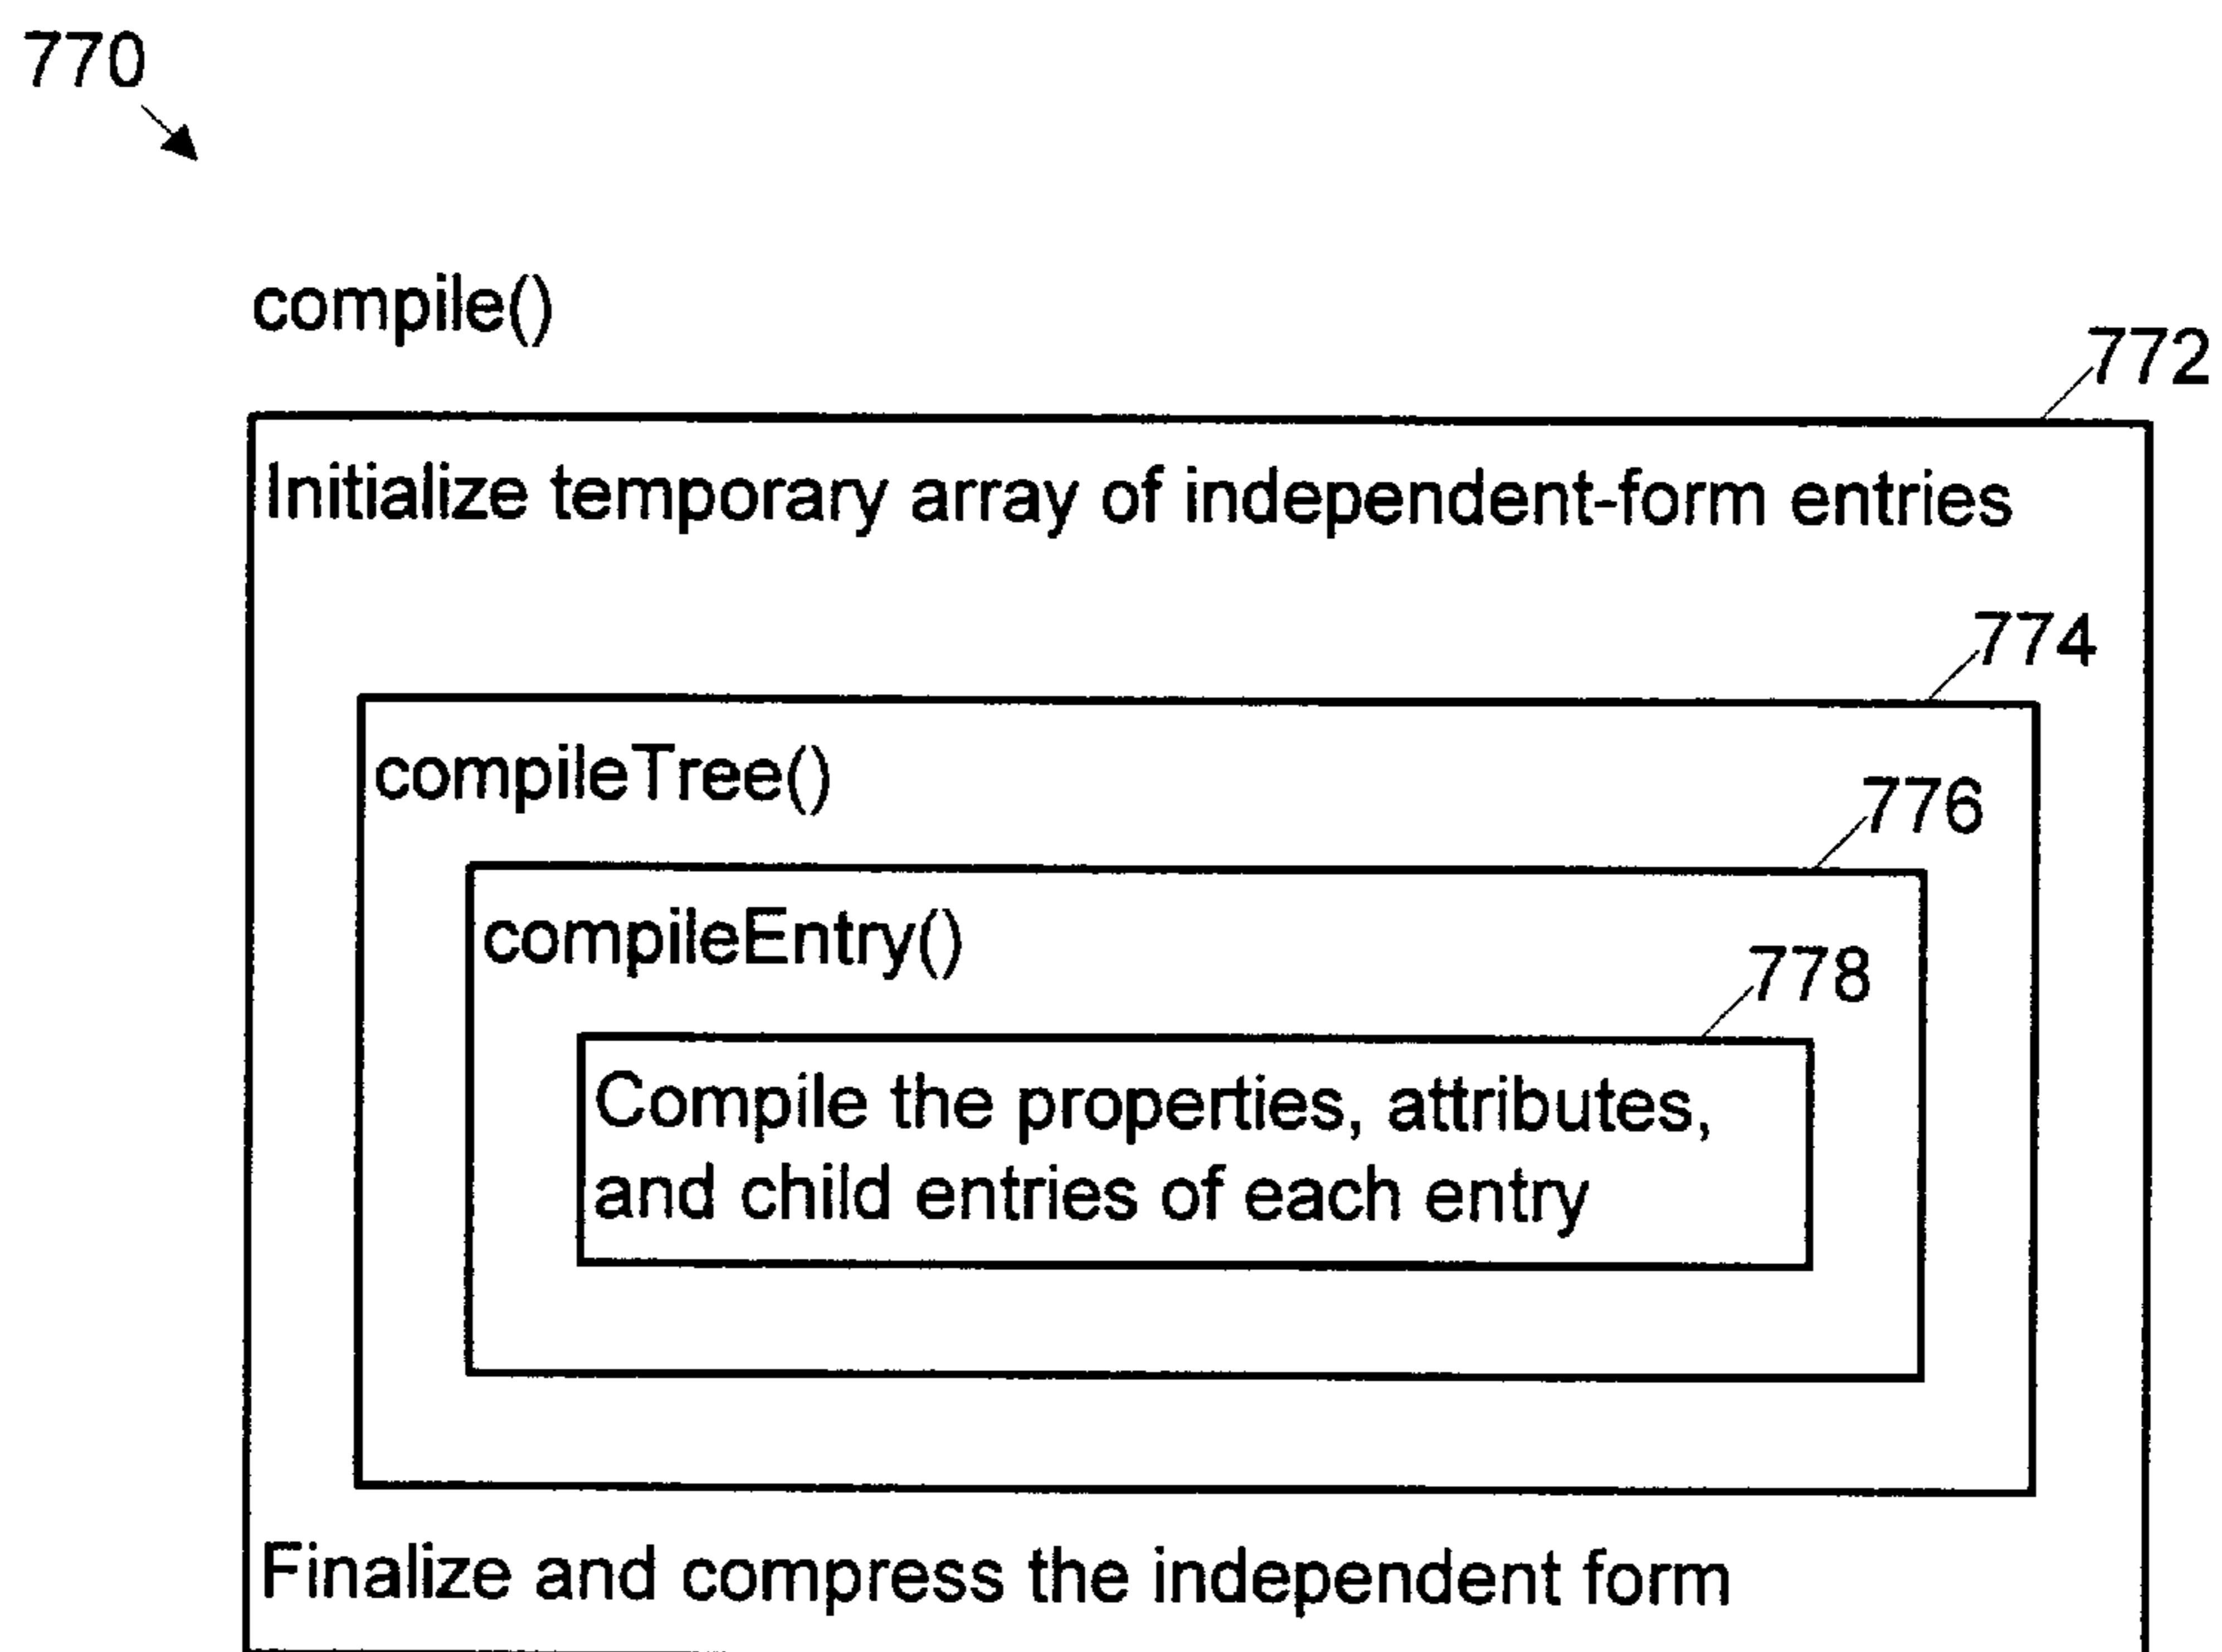 770
compile()
772
Initialize temporary array of independent-form entries
774
compileTree()
776
compileEntry()
778
Compile the properties, attributes,
and child entries of each entry
Finalize and compress the independent form